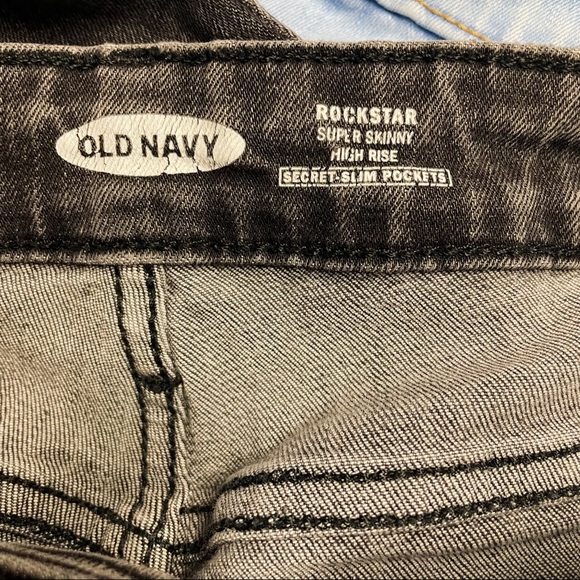 OLD NAVY
ROCKSTAR
SUPER SKINNY
HIGH RISE
SECRET-SLIM POCKETS